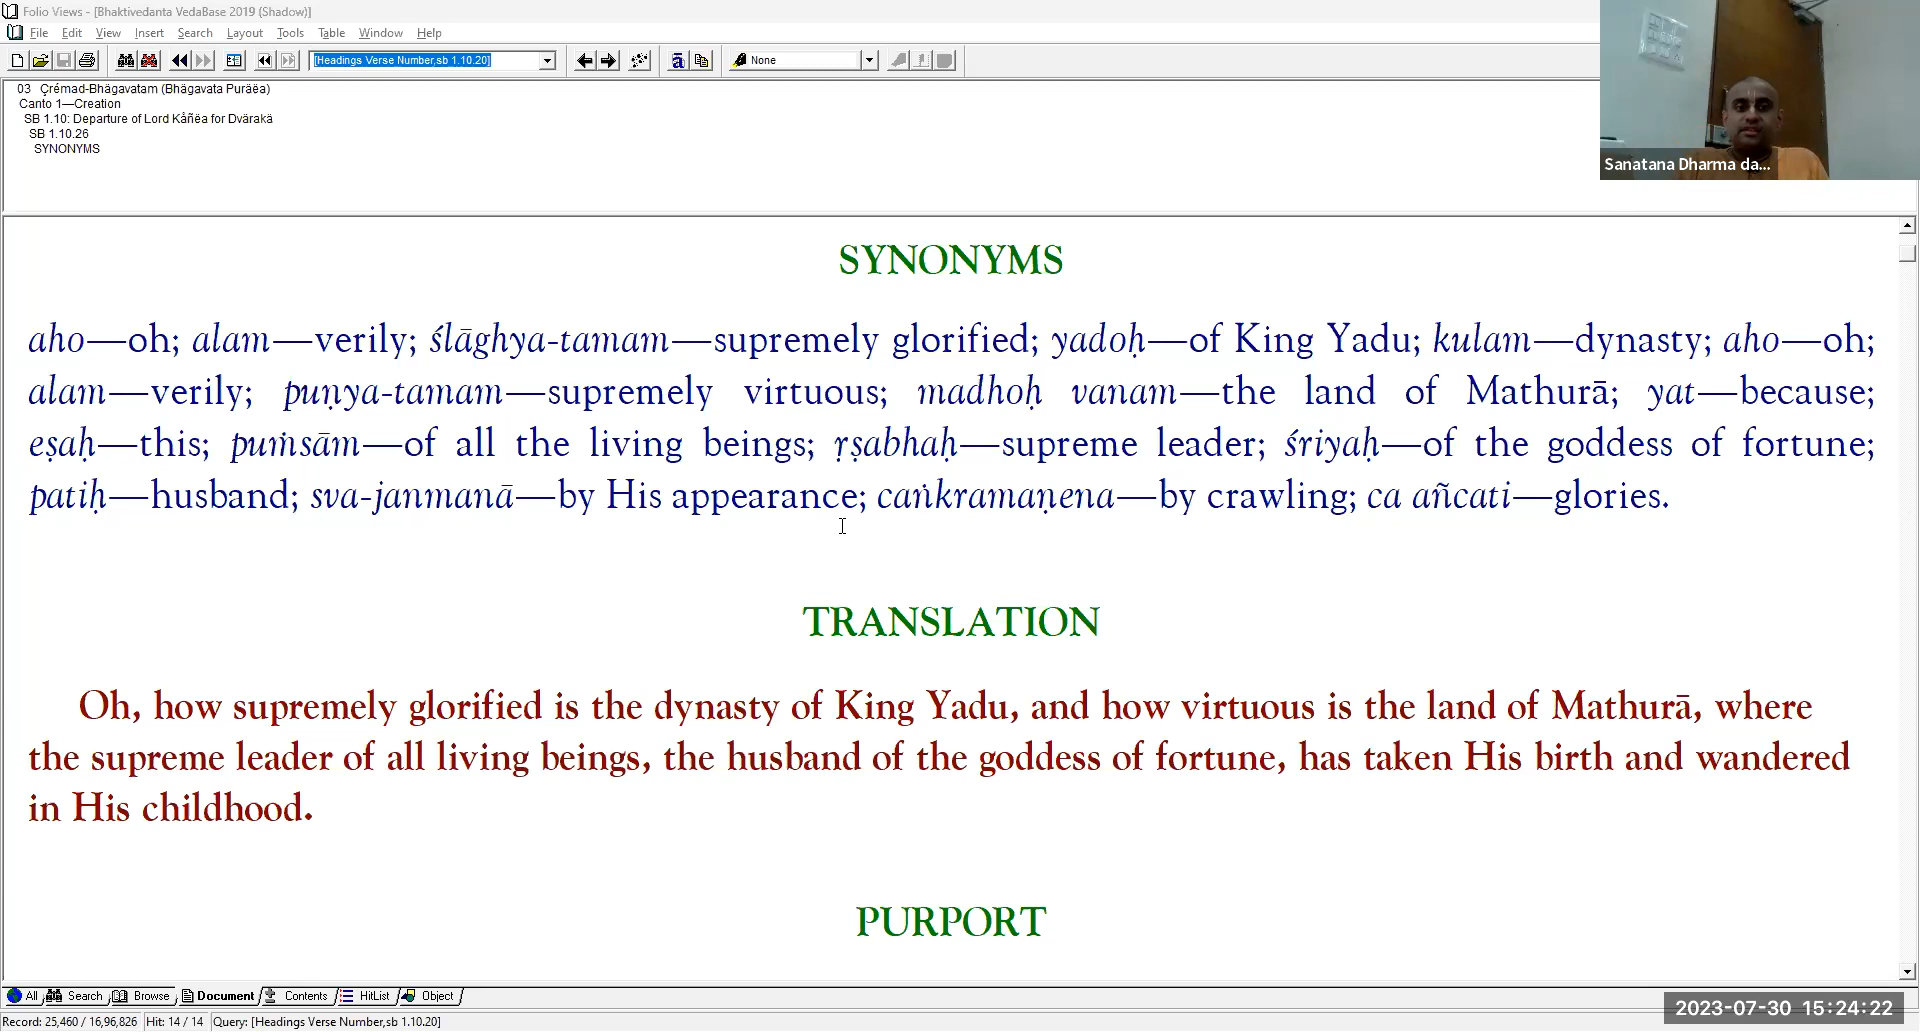 Folio Views - [Bhaktivedanta VedaBase 2019 (Shadow)]
File Edit View Insert Search Layout Tools Table Window Help
[Headings Verse Number,sb 1.10.20]
None
03 Çrémad-Bhägavatam (Bhägavata Puräëa)
Canto 1—Creation
SB 1.10: Departure of Lord Kåñëa for Dvärakä
SB 1.10.26
SYNONYMS
Sanatana Dharma da...
SYNONYMS
aho—oh; alam—verily; ślāghya-tamam—supremely glorified; yadoḥ—of King Yadu; kulam—dynasty; aho—oh;
alam—verily; puṇya-tamam—supremely virtuous; madhoḥ vanam—the land of Mathurā; yat—because;
eṣaḥ—this; puṁsām—of all the living beings; ṛṣabhaḥ—supreme leader; śriyaḥ—of the goddess of fortune;
patiḥ—husband; sva-janmanā—by His appearance; caṅkramaṇena—by crawling; ca añcati—glories.
TRANSLATION
Oh, how supremely glorified is the dynasty of King Yadu, and how virtuous is the land of Mathurā, where
the supreme leader of all living beings, the husband of the goddess of fortune, has taken His birth and wandered
in His childhood.
PURPORT
All Search Browse Document Contents HitList Object
Record: 25,460 / 16,96,826 Hit: 14 / 14 Query: [Headings Verse Number,sb 1.10.20]
2023-07-30 15:24:22